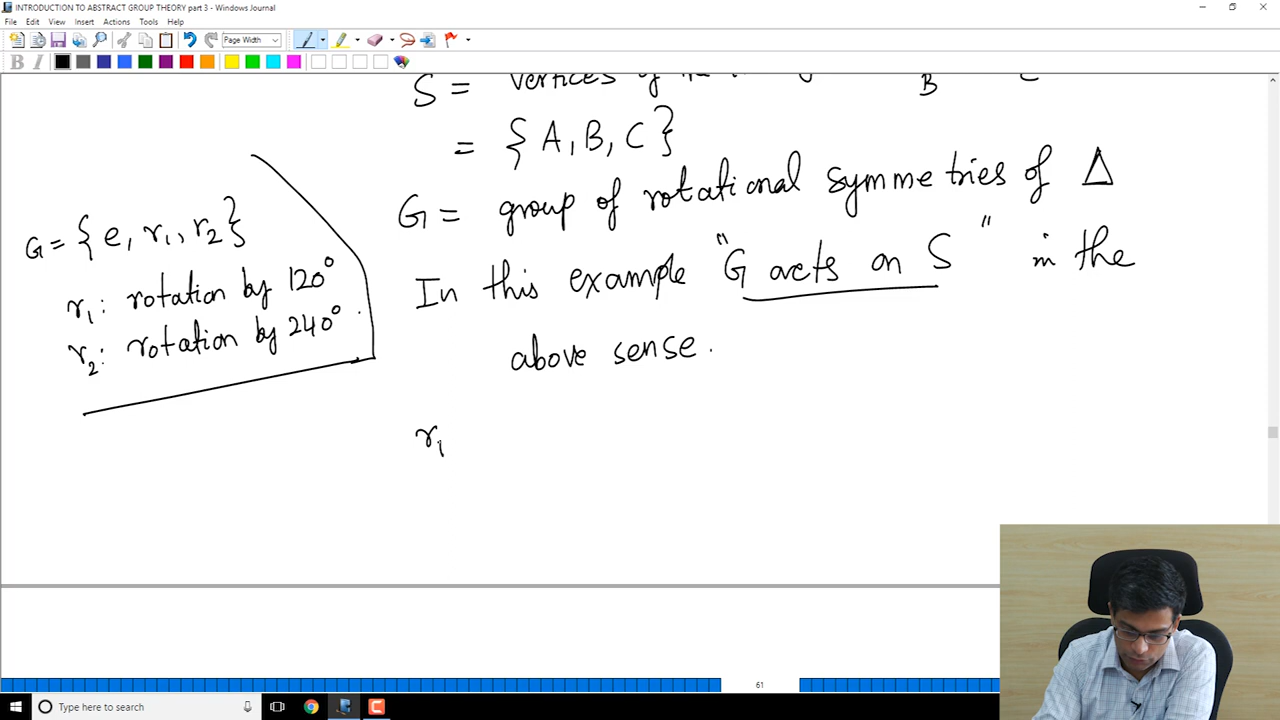 INTRODUCTION TO ABSTRACT GROUP THEORY part 3 - Windows Journal
File Edit View Insert Actions Tools Help
Page Width
B I
S = vertices of
B C
= {A, B, C}
G = group of rotational symmetries of Δ
In this example "G acts on S" in the
above sense.
G = {e, r₁, r₂}
r₁: rotation by 120°
r₂: rotation by 240°.
r₁
61
Type here to search